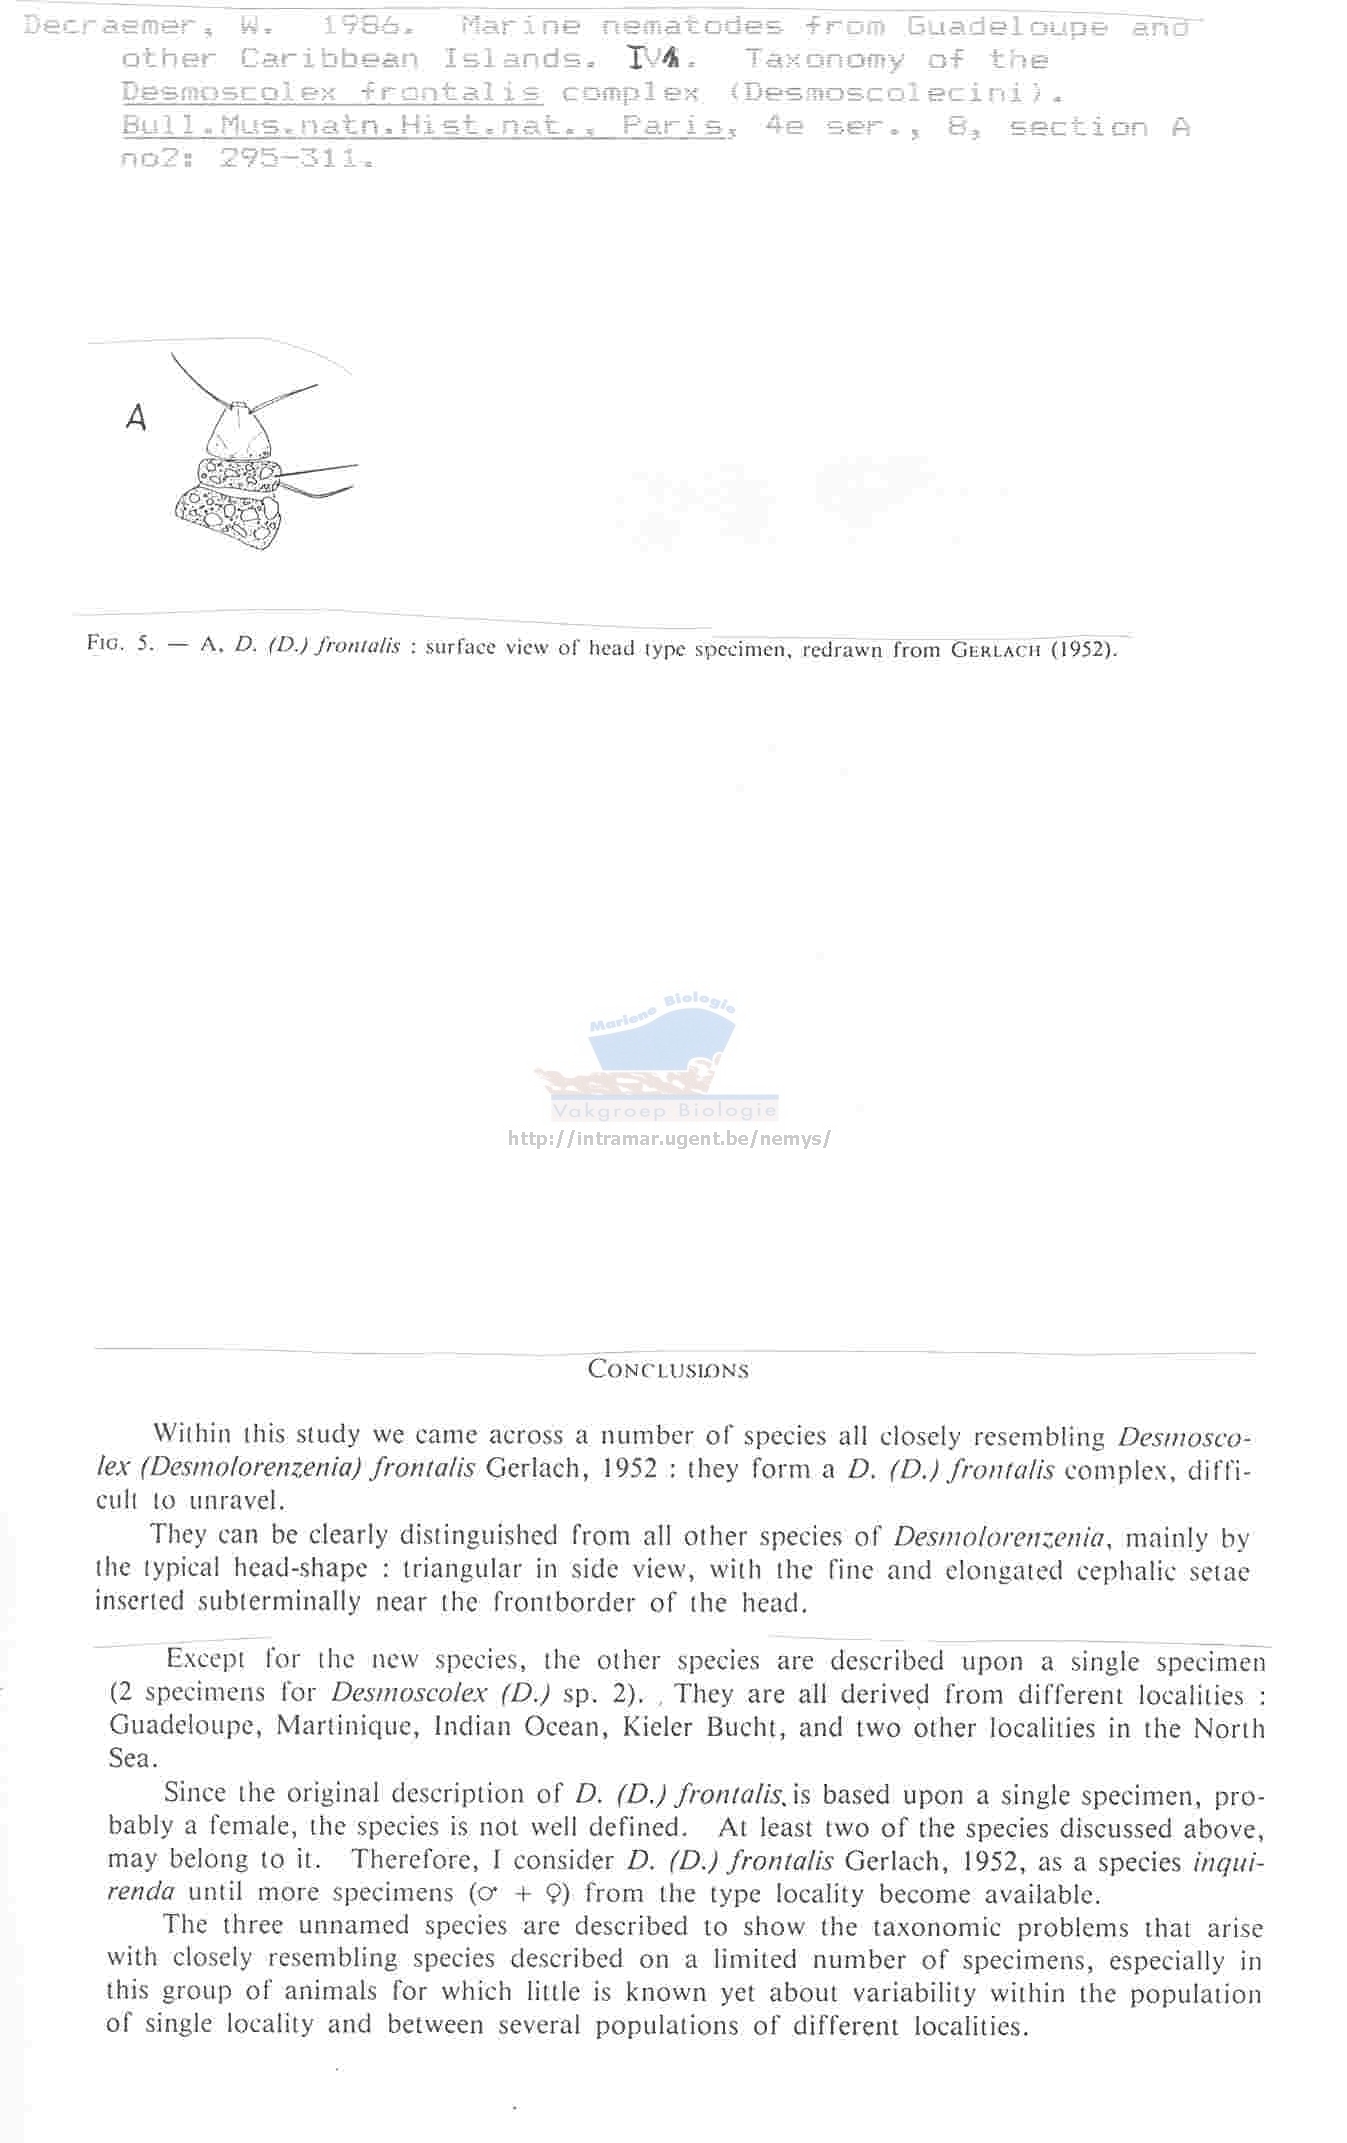 Decraemer, W. 1986. Marine nematodes from Guadeloupe and
other Caribbean Islands. IV. Taxonomy of the
Desmoscolex frontalis complex (Desmoscolecini).
Bull.Mus.natn.Hist.nat., Paris, 4e ser., 8, section A
no2: 295-311.
A
FIG. 5. — A, D. (D.) frontalis : surface view of head type specimen, redrawn from GERLACH (1952).
Mariene Biologie
Vakgroep Biologie
http://intramar.ugent.be/nemys/
CONCLUSIONS
Within this study we came across a number of species all closely resembling Desmosco-
lex (Desmolorenzenia) frontalis Gerlach, 1952 : they form a D. (D.) frontalis complex, diffi-
cult to unravel.
They can be clearly distinguished from all other species of Desmolorenzenia, mainly by
the typical head-shape : triangular in side view, with the fine and elongated cephalic setae
inserted subterminally near the frontborder of the head.
Except for the new species, the other species are described upon a single specimen
(2 specimens for Desmoscolex (D.) sp. 2). They are all derived from different localities :
Guadeloupe, Martinique, Indian Ocean, Kieler Bucht, and two other localities in the North
Sea.
Since the original description of D. (D.) frontalis is based upon a single specimen, pro-
bably a female, the species is not well defined. At least two of the species discussed above,
may belong to it. Therefore, I consider D. (D.) frontalis Gerlach, 1952, as a species inqui-
renda until more specimens (♂ + ♀) from the type locality become available.
The three unnamed species are described to show the taxonomic problems that arise
with closely resembling species described on a limited number of specimens, especially in
this group of animals for which little is known yet about variability within the population
of single locality and between several populations of different localities.